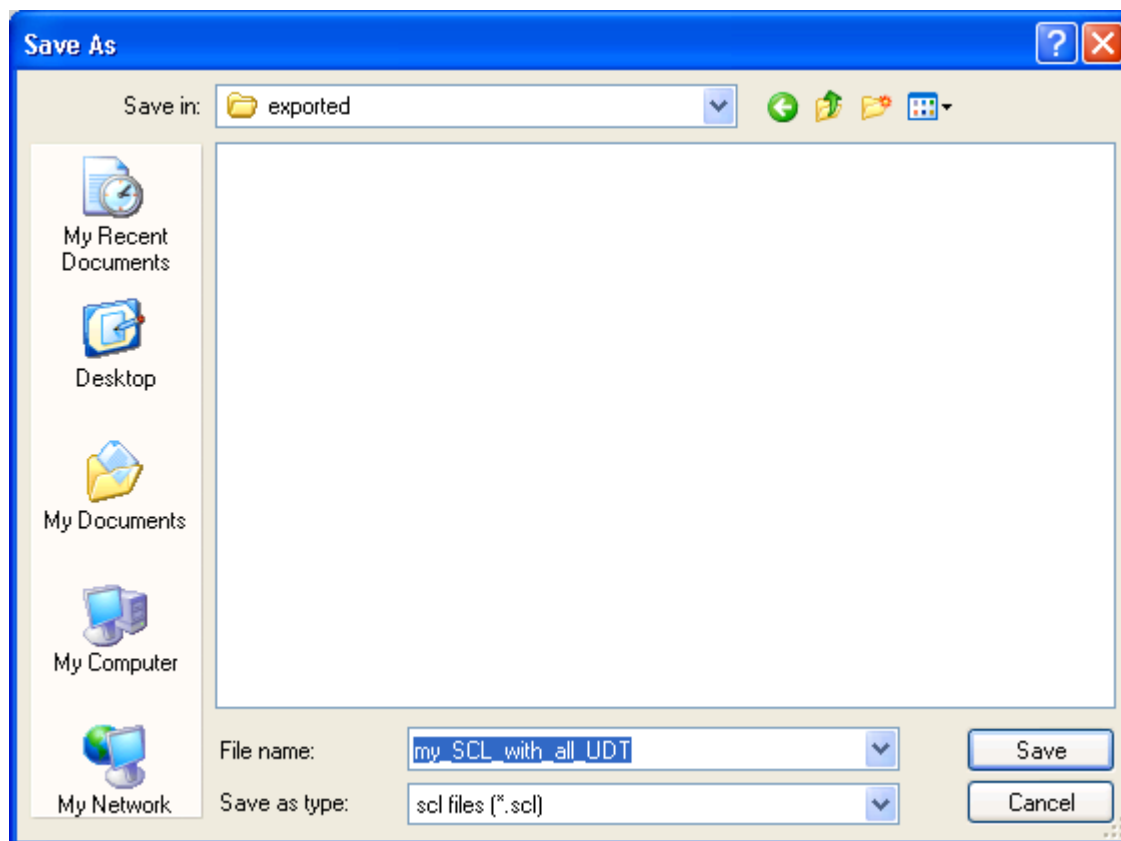 Save As
Save in:
exported
My Recent
Documents
Desktop
My Documents
My Computer
My Network
File name:
my_SCL_with_all_UDT
Save
Save as type:
scl files (*.scl)
Cancel